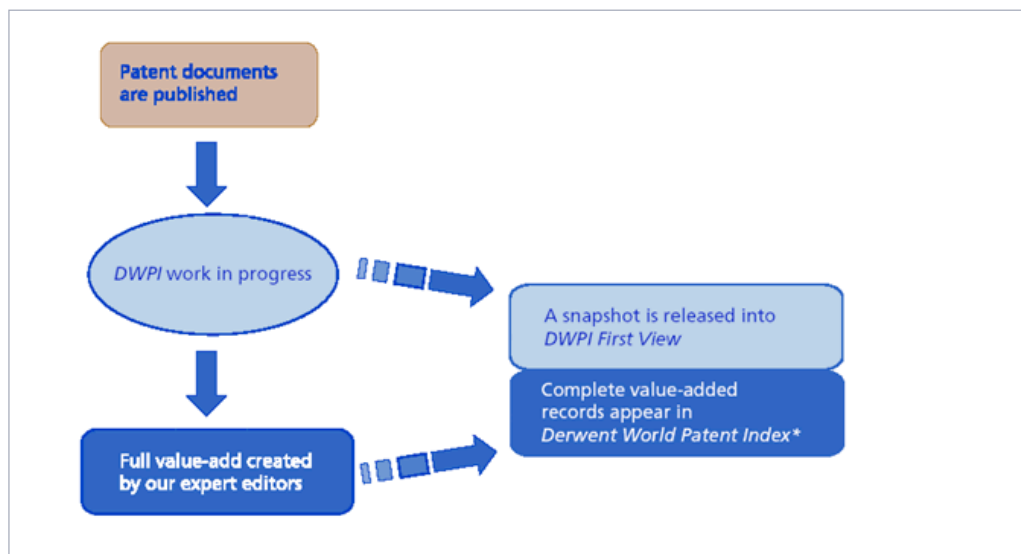 Patent documents
are published
DWPI work in progress
A snapshot is released into
DWPI First View
Complete value-added
records appear in
Derwent World Patent Index*
Full value-add created
by our expert editors